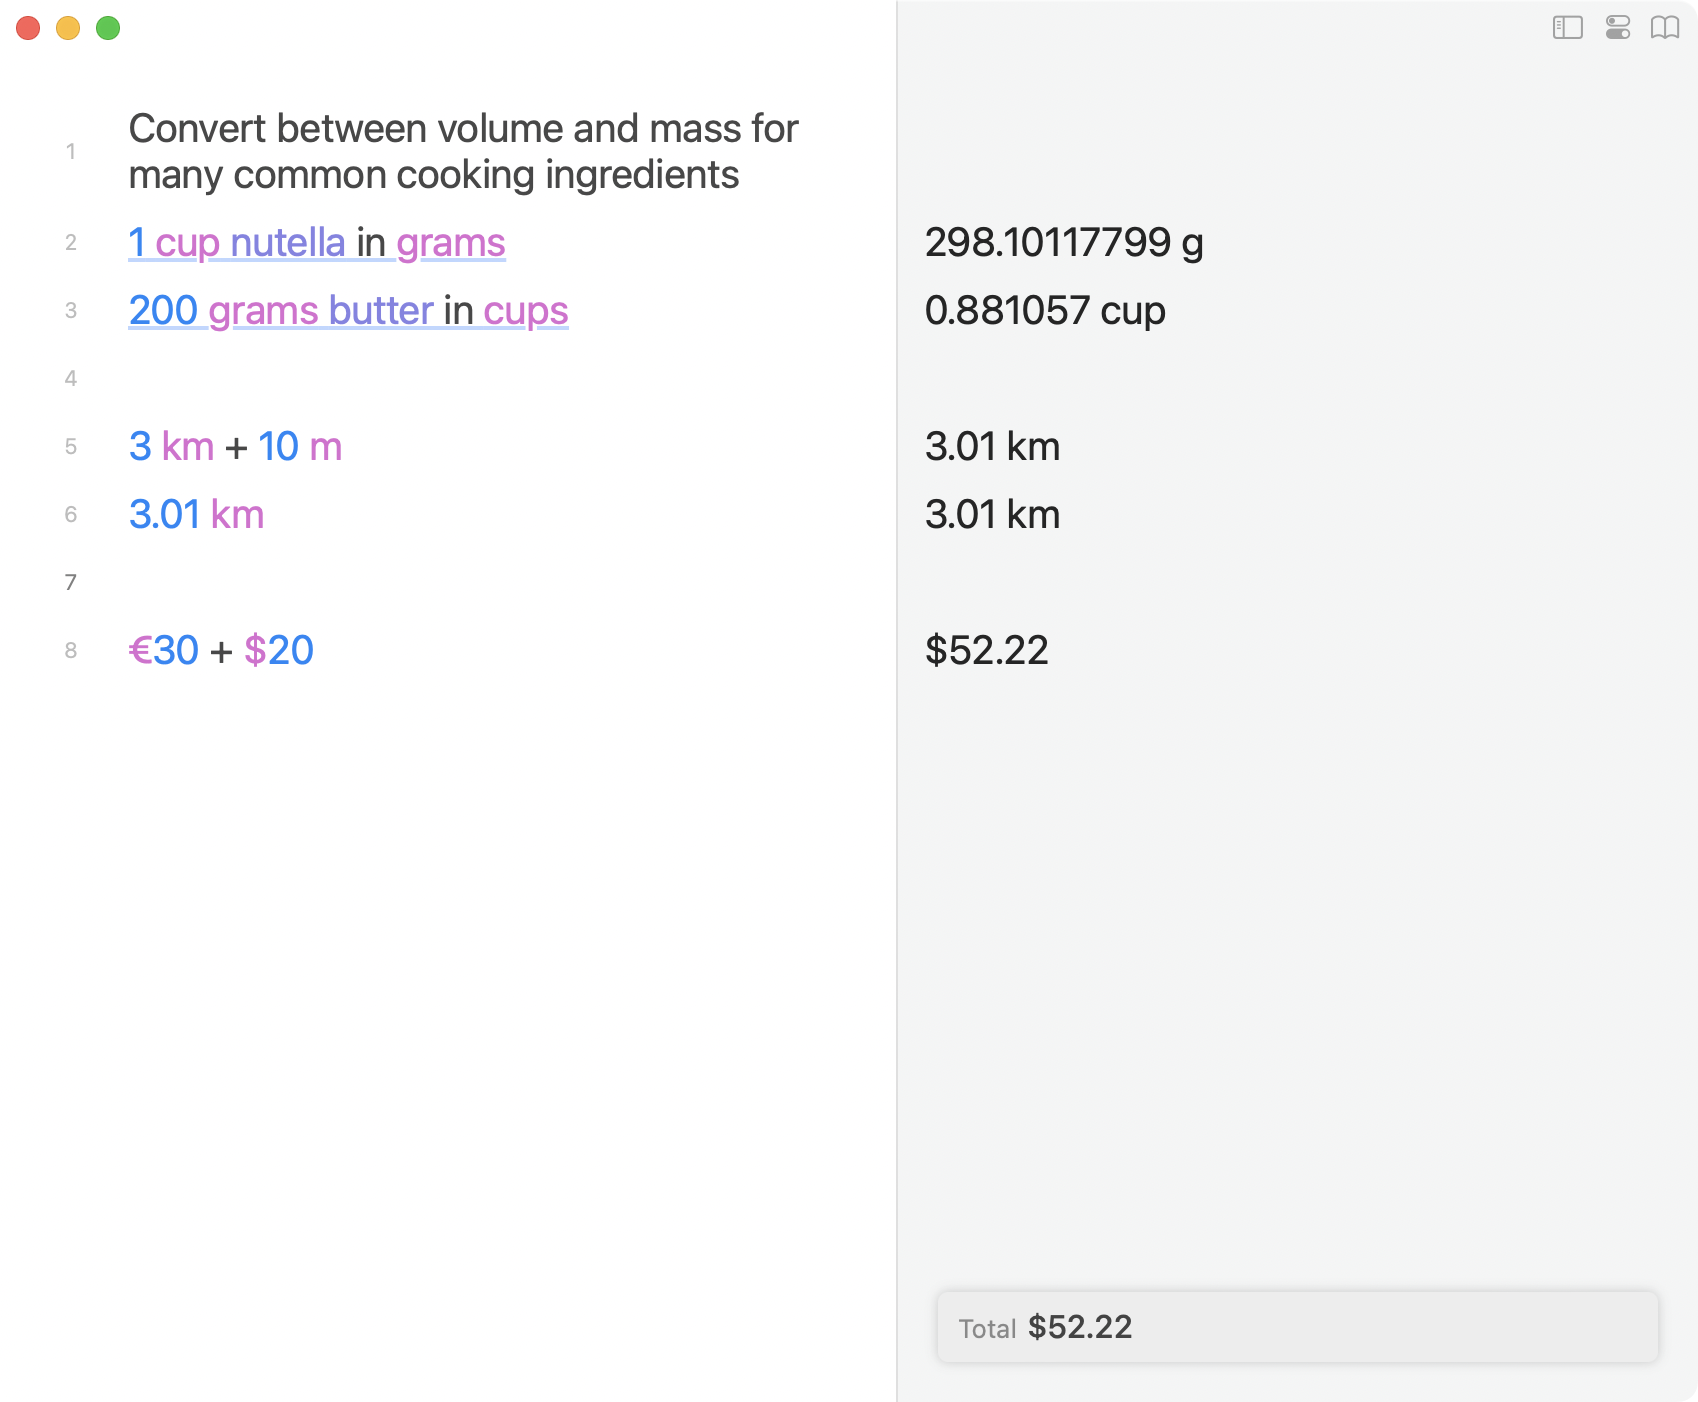 1 Convert between volume and mass for
many common cooking ingredients
2 1 cup nutella in grams 298.10117799 g
3 200 grams butter in cups 0.881057 cup
4
5 3 km + 10 m 3.01 km
6 3.01 km 3.01 km
7
8 €30 + $20 $52.22
Total $52.22